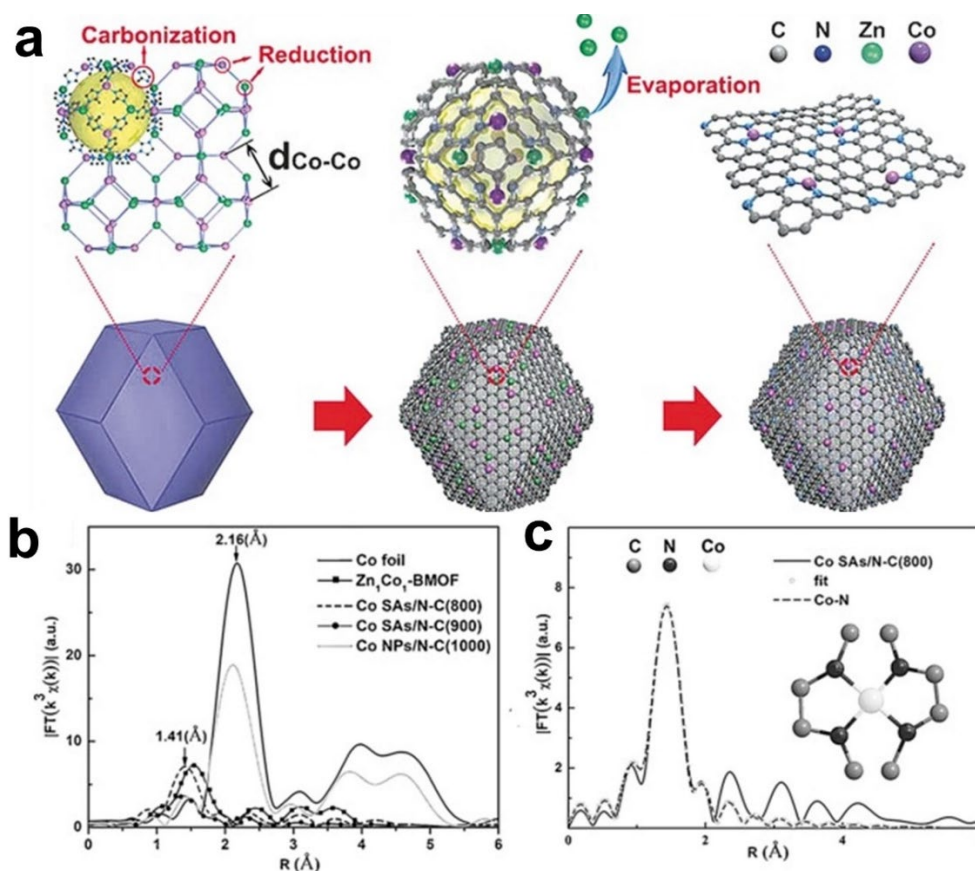 a
Carbonization
Reduction
dCo-Co
Evaporation
C N Zn Co
b
2.16(Å)
1.41(Å)
Co foil
Zn₁Co₁-BMOF
Co SAs/N-C(800)
Co SAs/N-C(900)
Co NPs/N-C(1000)
|FT(k³χ(k))| (a.u.)
30
20
10
0
0 1 2 3 4 5 6
R (Å)
c
C N Co
Co SAs/N-C(800)
fit
Co-N
|FT(k³χ(k))| (a.u.)
8
6
4
2
0 2 4
R (Å)